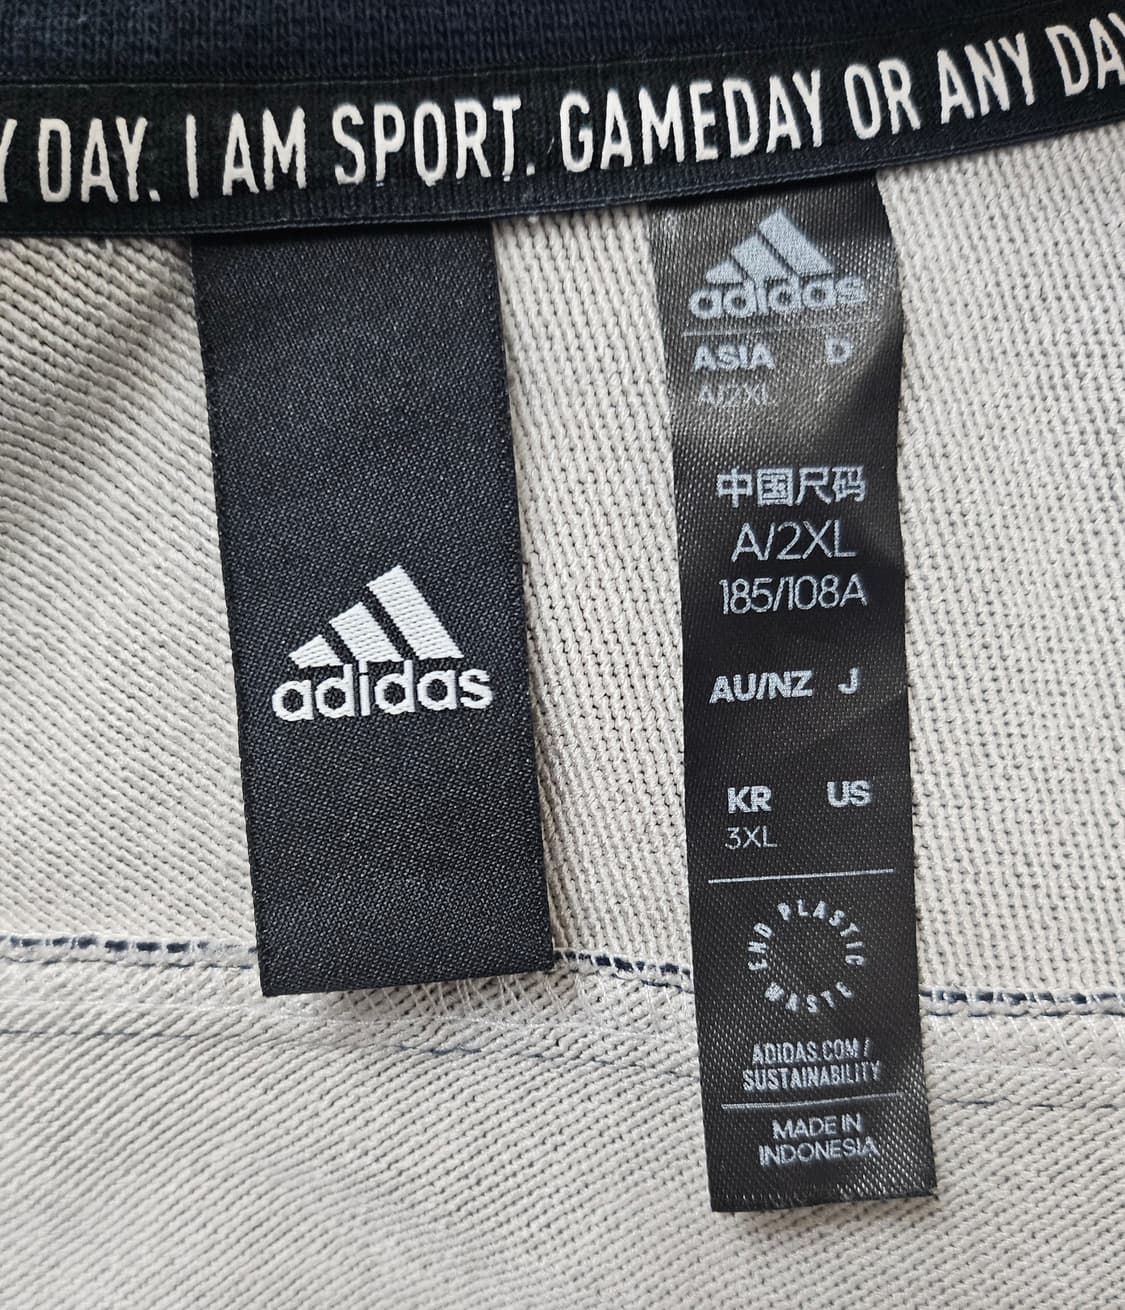 Y DAY. I AM SPORT. GAMEDAY OR ANY DAY
adidas
adidas
ASIA D
A/2XL
中国尺码
A/2XL
185/108A
AU/NZ J
KR US
3XL
END PLASTIC WASTE
ADIDAS.COM/
SUSTAINABILITY
MADE IN
INDONESIA